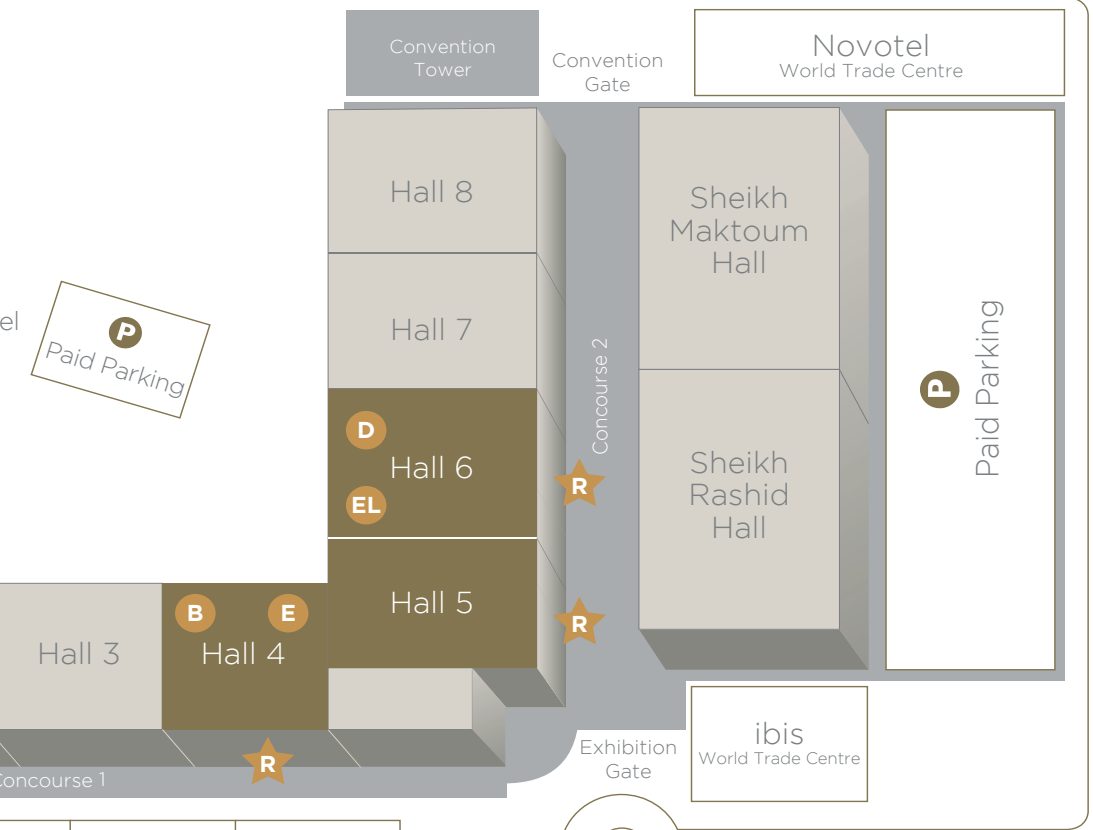 Convention
Tower
Convention
Gate
Novotel
World Trade Centre
Hall 8
Sheikh
Maktoum
Hall
el
P
Paid Parking
Hall 7
Concourse 2
P
Paid Parking
D
Hall 6
EL
R
Sheikh
Rashid
Hall
Hall 5
R
B
E
Hall 3
Hall 4
R
Concourse 1
Exhibition
Gate
ibis
World Trade Centre